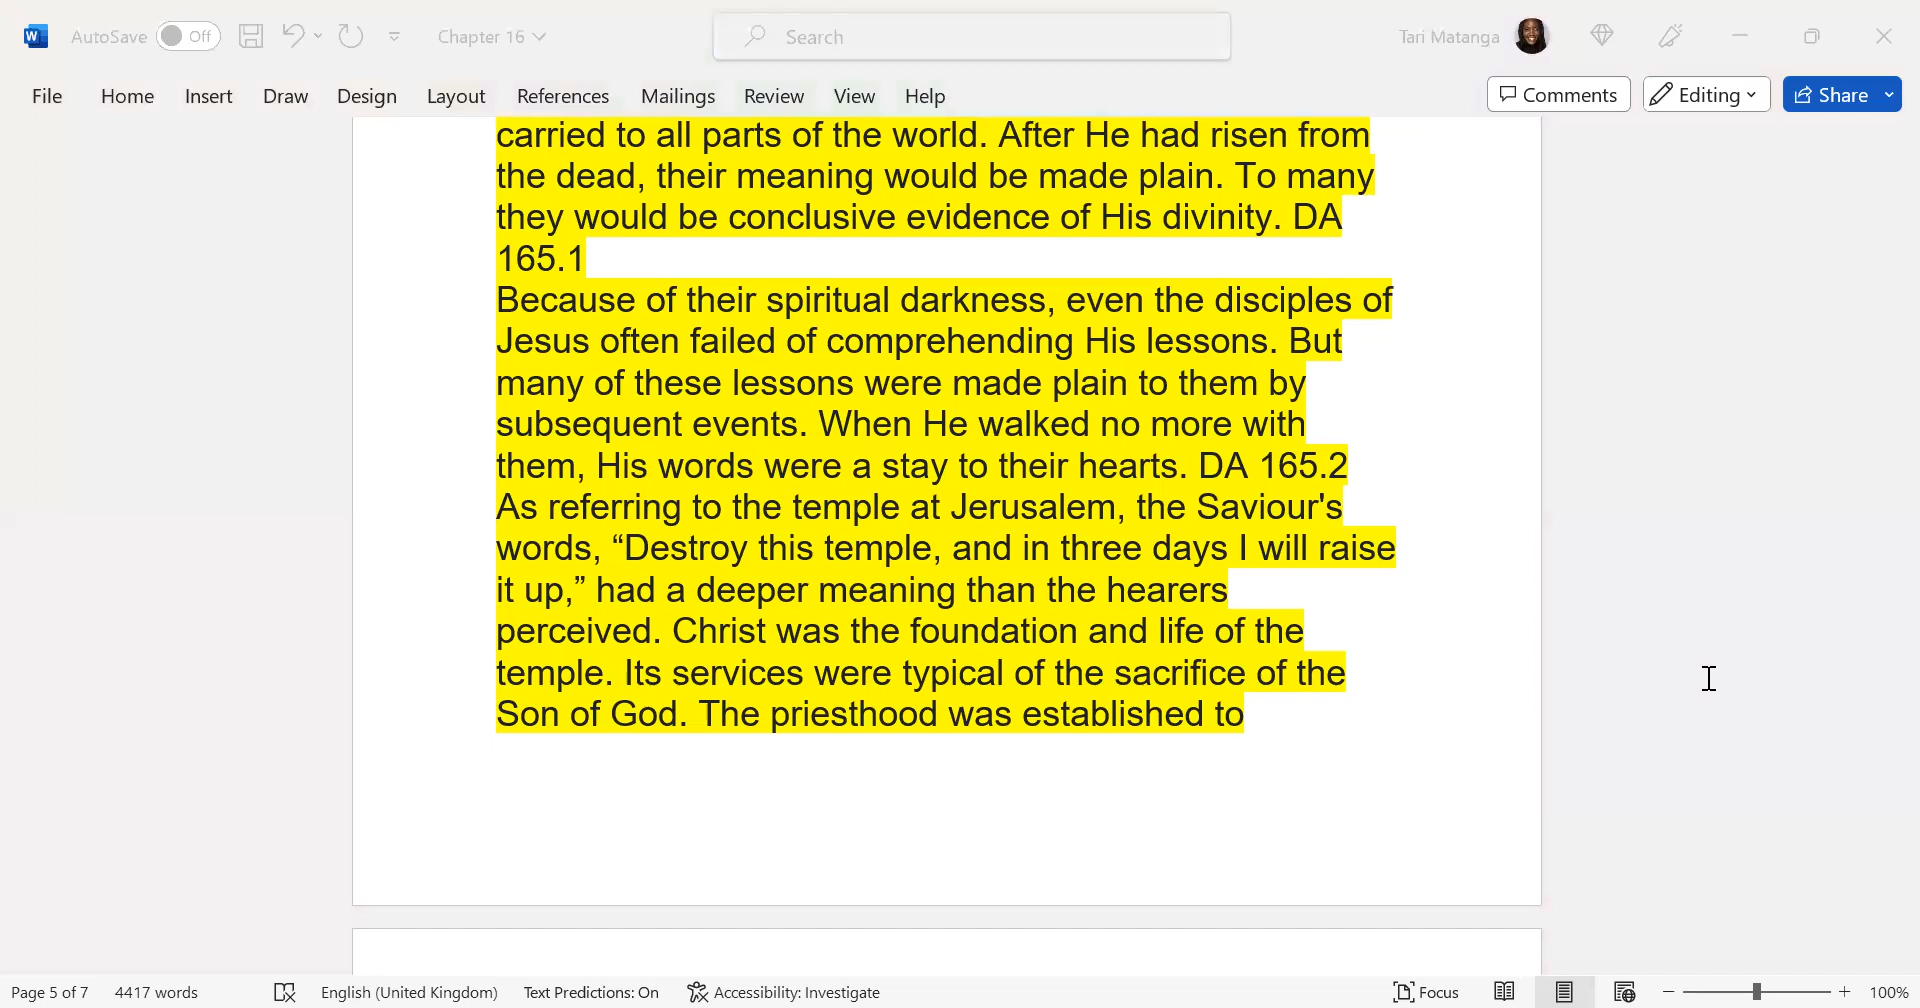 AutoSave Off Chapter 16 Search Tari Matanga
File Home Insert Draw Design Layout References Mailings Review View Help Comments Editing Share
carried to all parts of the world. After He had risen from
the dead, their meaning would be made plain. To many
they would be conclusive evidence of His divinity. DA
165.1
Because of their spiritual darkness, even the disciples of
Jesus often failed of comprehending His lessons. But
many of these lessons were made plain to them by
subsequent events. When He walked no more with
them, His words were a stay to their hearts. DA 165.2
As referring to the temple at Jerusalem, the Saviour's
words, “Destroy this temple, and in three days I will raise
it up,” had a deeper meaning than the hearers
perceived. Christ was the foundation and life of the
temple. Its services were typical of the sacrifice of the
Son of God. The priesthood was established to
Page 5 of 7 4417 words English (United Kingdom) Text Predictions: On Accessibility: Investigate Focus 100%